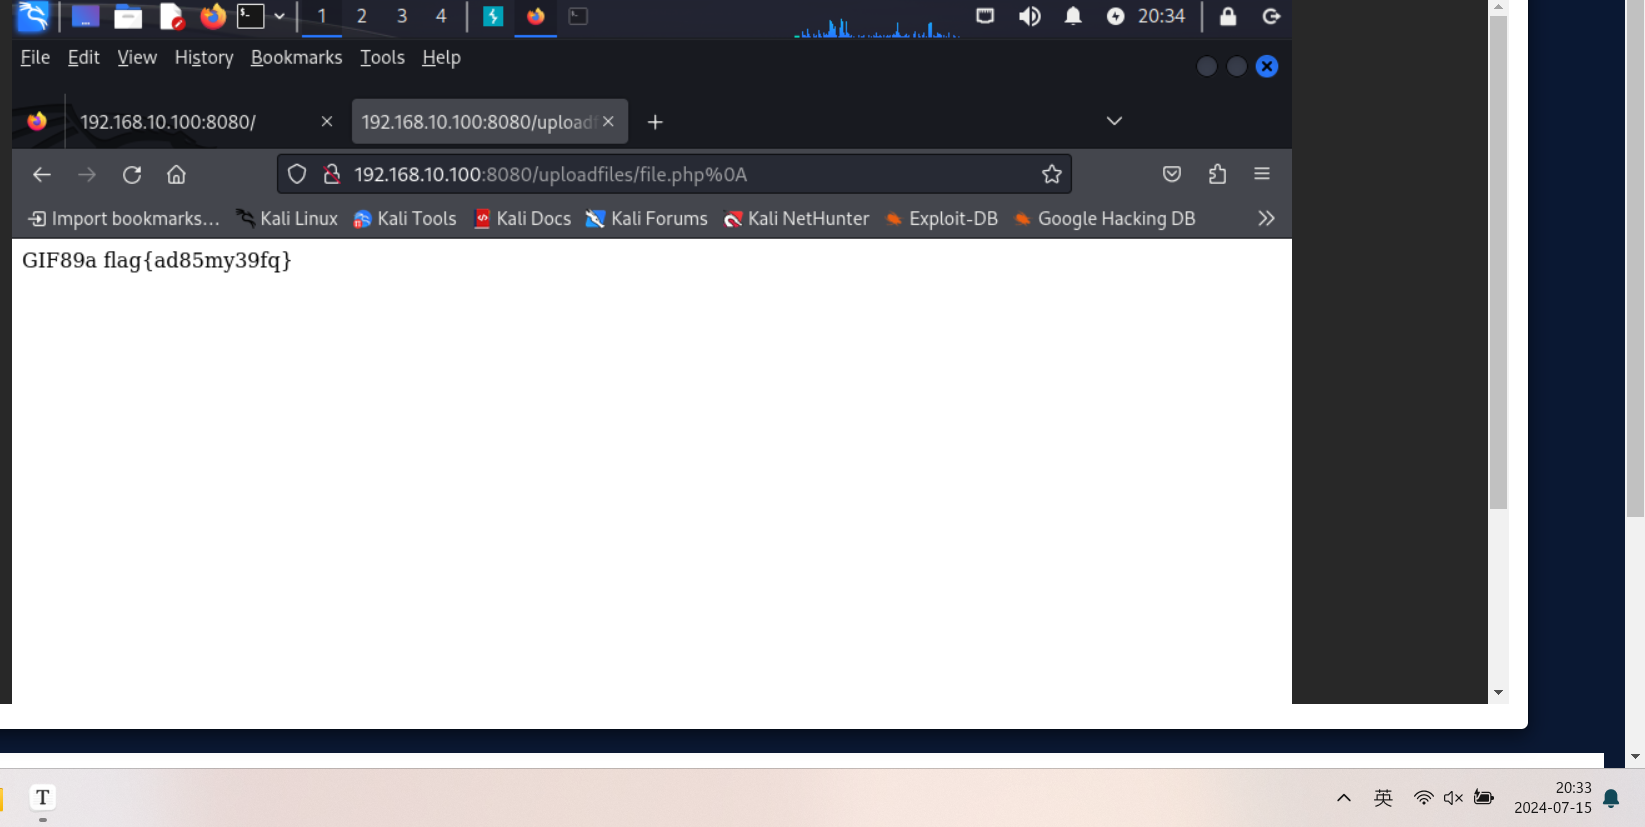 1 2 3 4 20:34
File Edit View History Bookmarks Tools Help
192.168.10.100:8080/ 192.168.10.100:8080/uploadf
192.168.10.100:8080/uploadfiles/file.php%0A
Import bookmarks... Kali Linux Kali Tools Kali Docs Kali Forums Kali NetHunter Exploit-DB Google Hacking DB
GIF89a flag{ad85my39fq}
T 英 20:33
2024-07-15